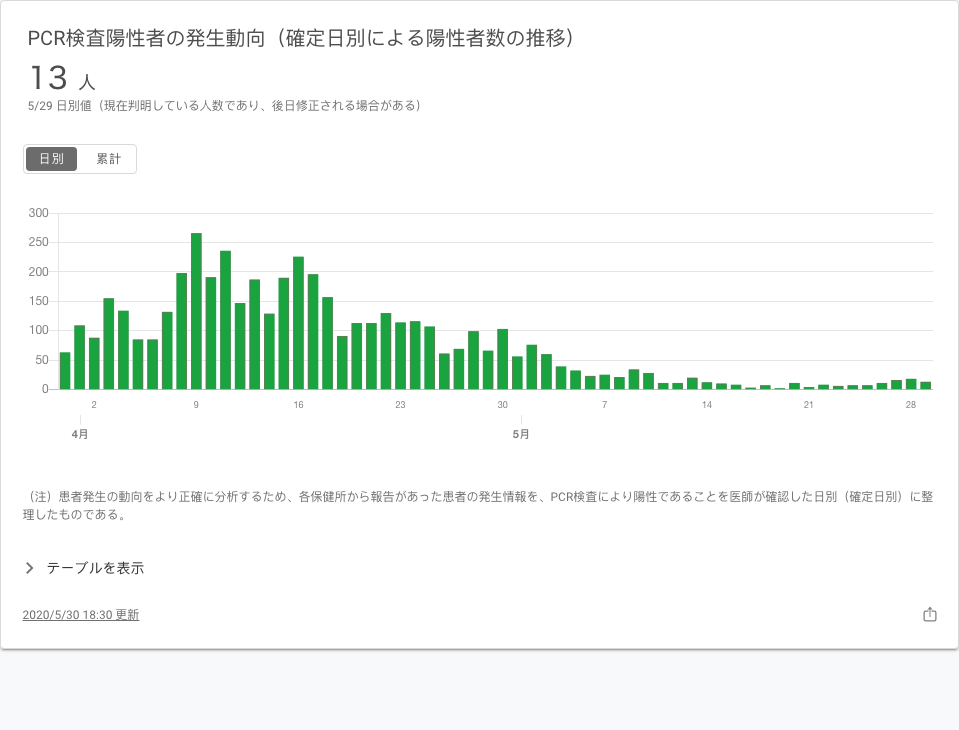 PCR検査陽性者の発生動向（確定日別による陽性者数の推移）
13 人
5/29 日別値（現在判明している人数であり、後日修正される場合がある）
日別 累計
300
250
200
150
100
50
0
2 9 16 23 30 7 14 21 28
4月 5月
（注）患者発生の動向をより正確に分析するため、各保健所から報告があった患者の発生情報を、PCR検査により陽性であることを医師が確認した日別（確定日別）に整
理したものである。
テーブルを表示
2020/5/30 18:30 更新